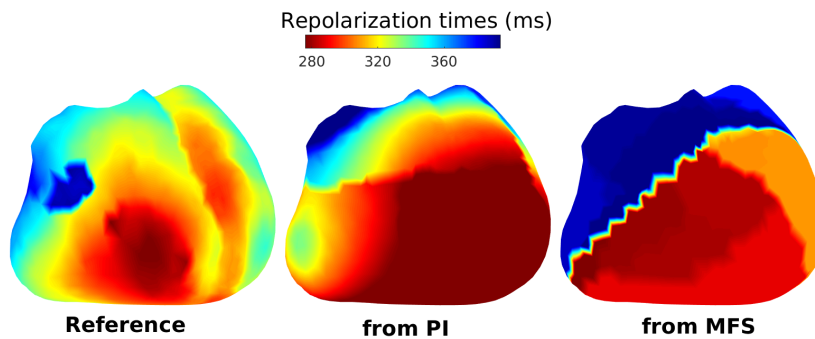 Repolarization times (ms)
280 320 360
Reference from PI from MFS